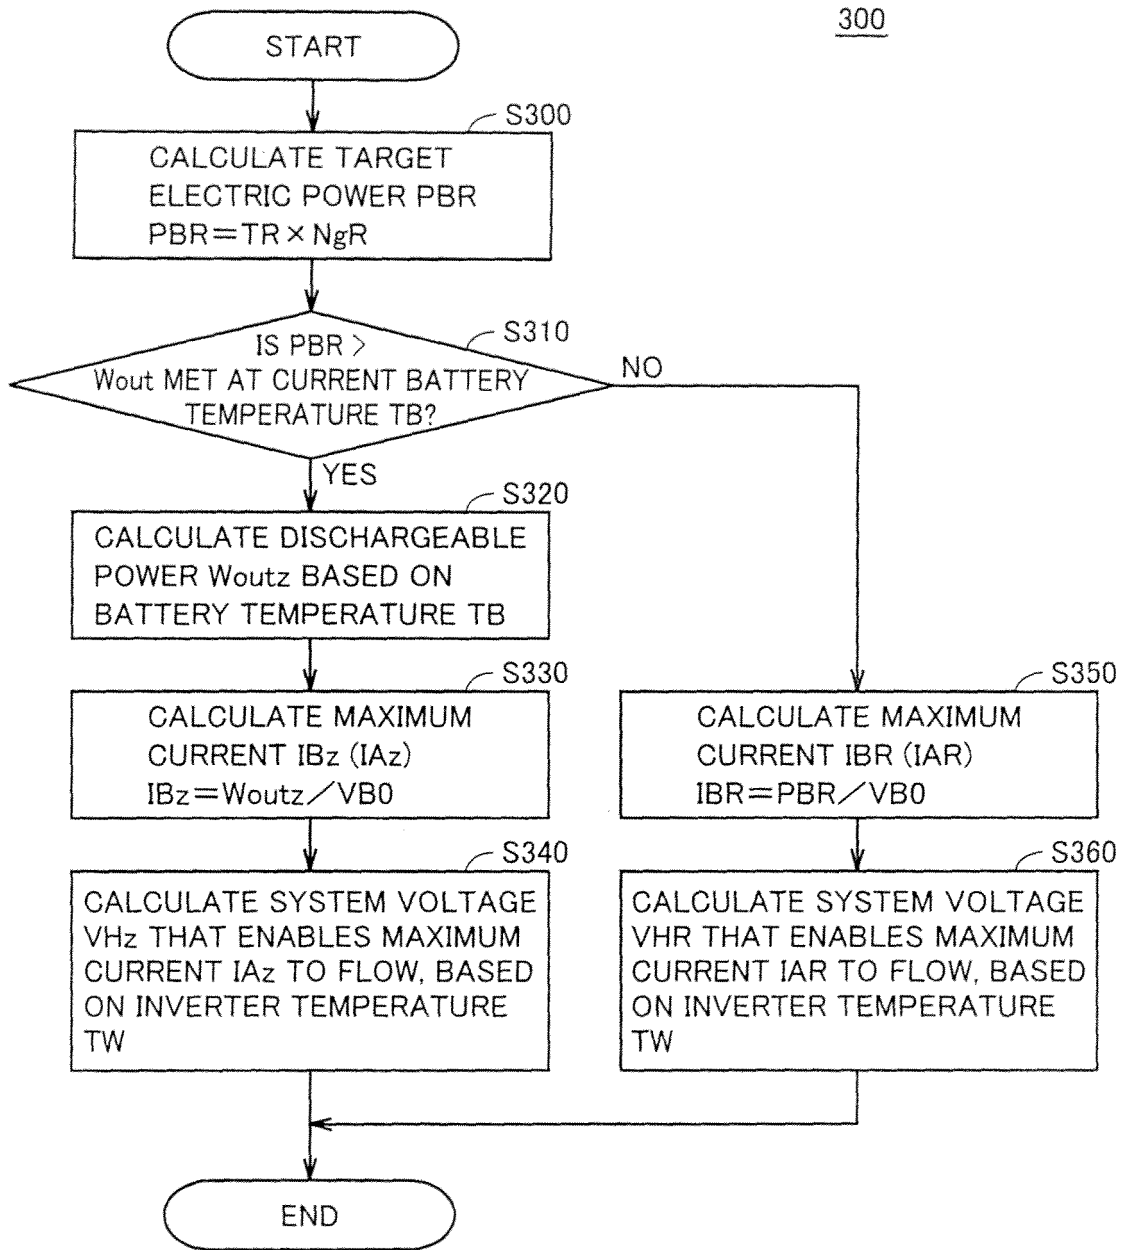 300
START
S300
CALCULATE TARGET
ELECTRIC POWER PBR
PBR=TR×NgR
S310
IS PBR >
Wout MET AT CURRENT BATTERY
TEMPERATURE TB?
NO
YES
S320
CALCULATE DISCHARGEABLE
POWER Woutz BASED ON
BATTERY TEMPERATURE TB
S330
CALCULATE MAXIMUM
CURRENT IBz (IAz)
IBz=Woutz/VB0
S350
CALCULATE MAXIMUM
CURRENT IBR (IAR)
IBR=PBR/VB0
S340
CALCULATE SYSTEM VOLTAGE
VHz THAT ENABLES MAXIMUM
CURRENT IAz TO FLOW, BASED
ON INVERTER TEMPERATURE
TW
S360
CALCULATE SYSTEM VOLTAGE
VHR THAT ENABLES MAXIMUM
CURRENT IAR TO FLOW, BASED
ON INVERTER TEMPERATURE
TW
END